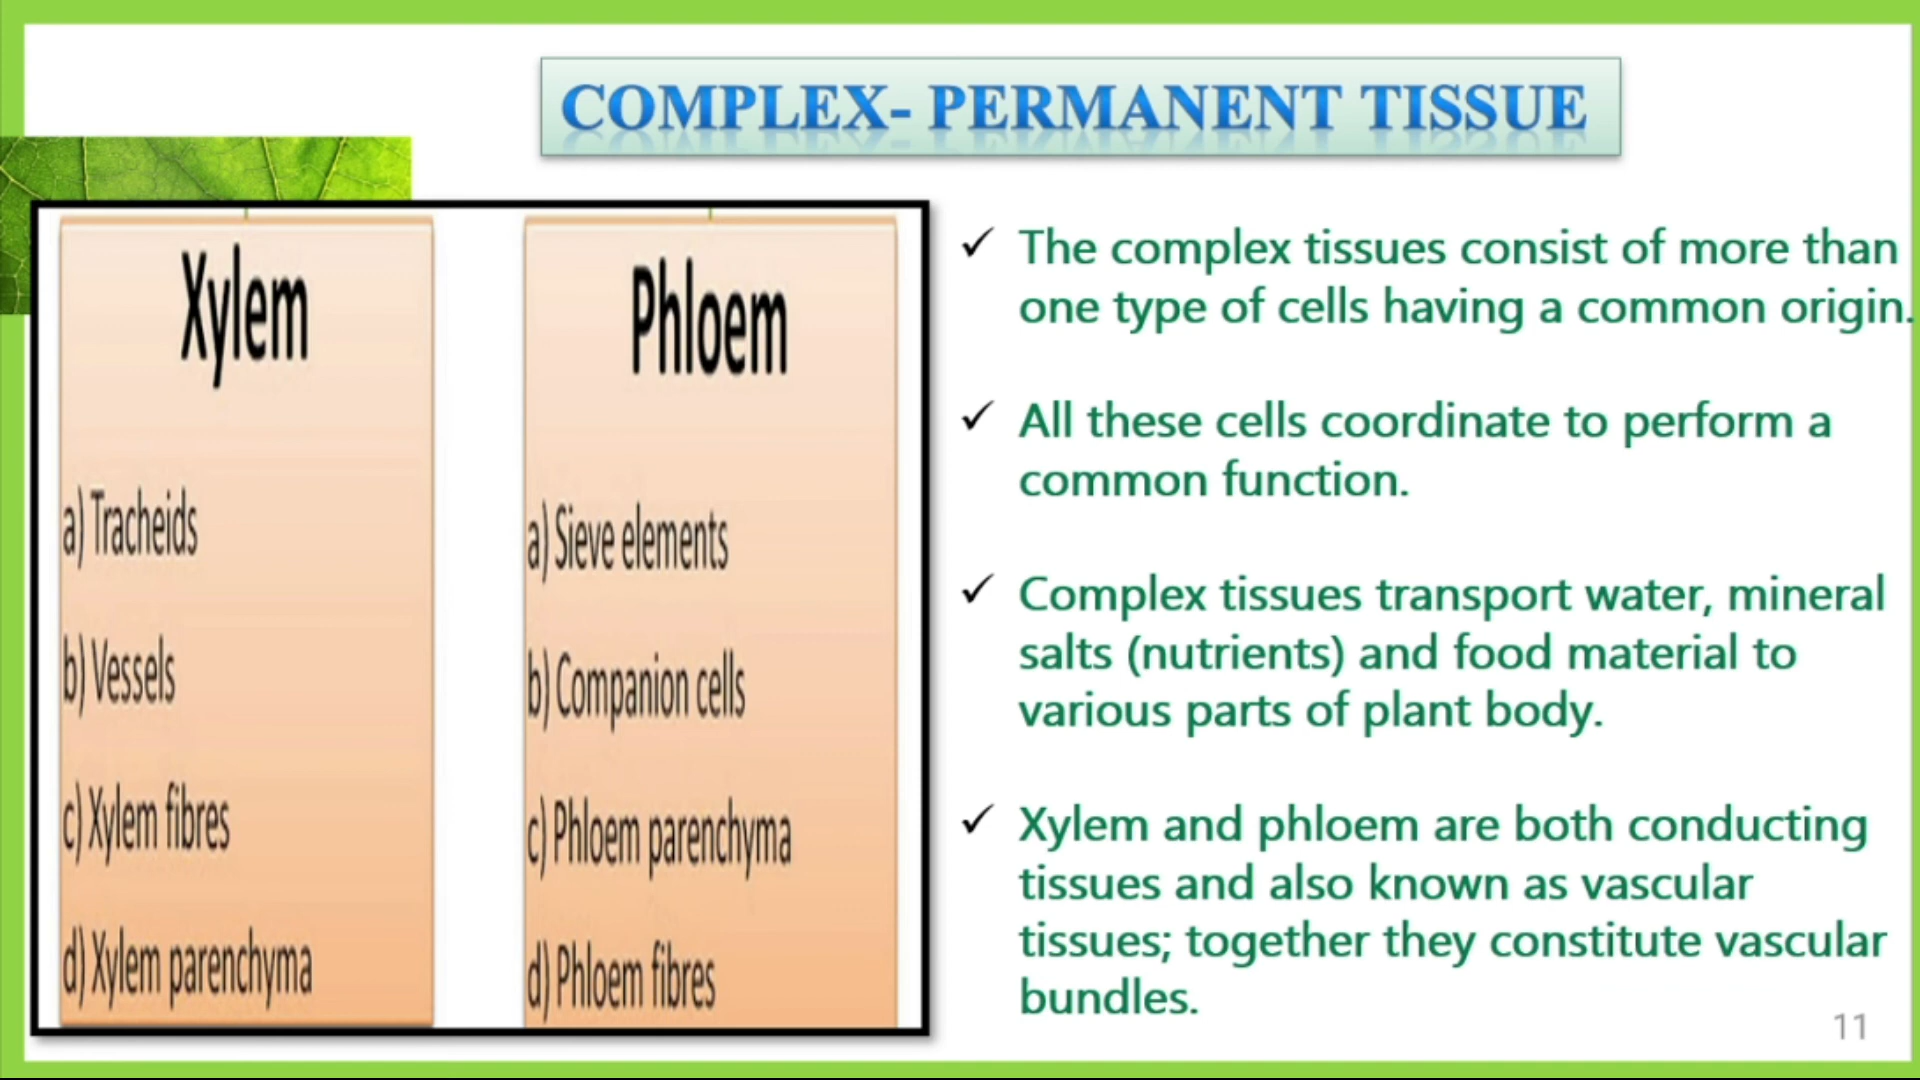 COMPLEX- PERMANENT TISSUE
Xylem
a) Tracheids
b) Vessels
c) Xylem fibres
d) Xylem parenchyma
Phloem
a) Sieve elements
b) Companion cells
c) Phloem parenchyma
d) Phloem fibres
✓ The complex tissues consist of more than
one type of cells having a common origin.
✓ All these cells coordinate to perform a
common function.
✓ Complex tissues transport water, mineral
salts (nutrients) and food material to
various parts of plant body.
✓ Xylem and phloem are both conducting
tissues and also known as vascular
tissues; together they constitute vascular
bundles.
11